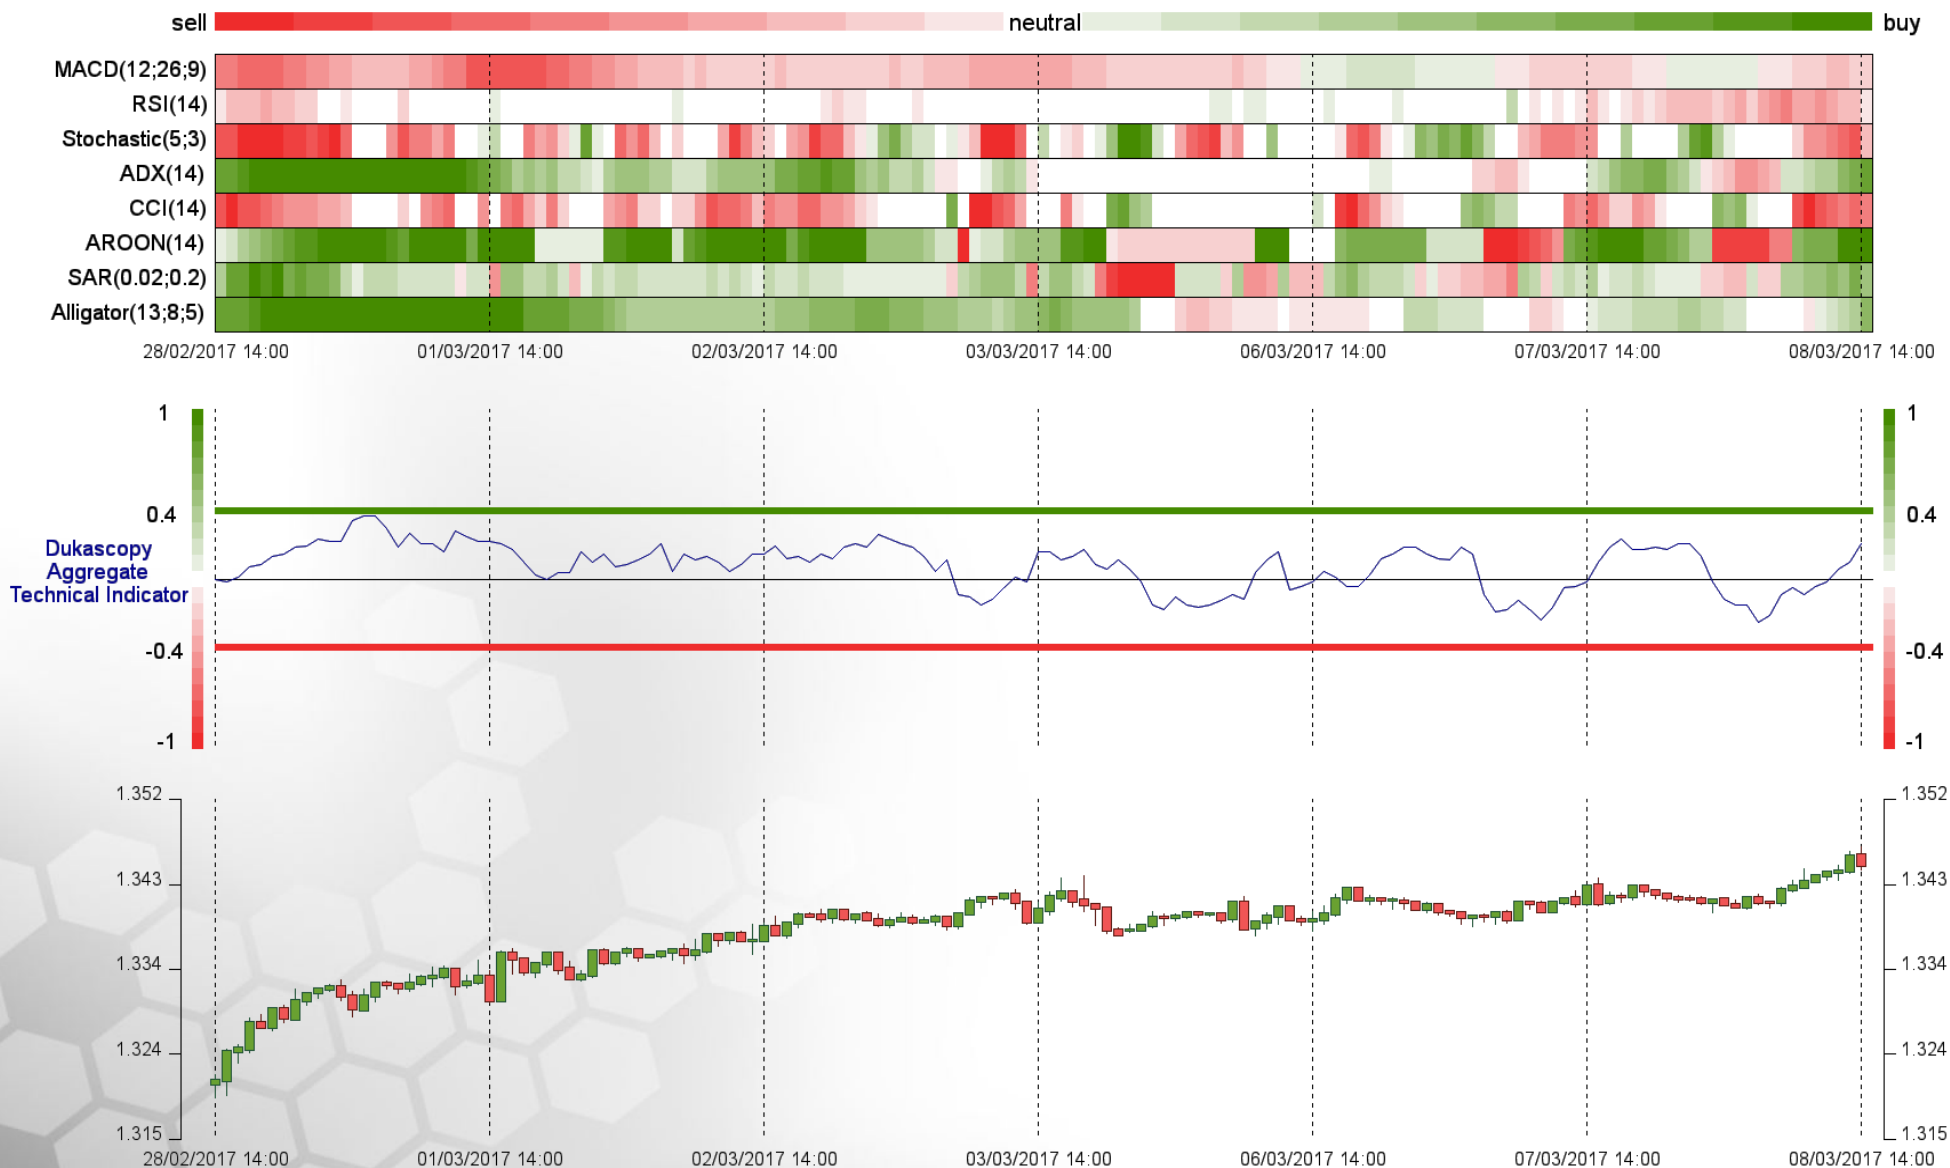 sell neutral buy
MACD(12;26;9)
RSI(14)
Stochastic(5;3)
ADX(14)
CCI(14)
AROON(14)
SAR(0.02;0.2)
Alligator(13;8;5)
28/02/2017 14:00 01/03/2017 14:00 02/03/2017 14:00 03/03/2017 14:00 06/03/2017 14:00 07/03/2017 14:00 08/03/2017 14:00
1 1
0.4 0.4
Dukascopy
Aggregate
Technical Indicator
-0.4 -0.4
-1 -1
1.352 1.352
1.343 1.343
1.334 1.334
1.324 1.324
1.315 1.315
28/02/2017 14:00 01/03/2017 14:00 02/03/2017 14:00 03/03/2017 14:00 06/03/2017 14:00 07/03/2017 14:00 08/03/2017 14:00